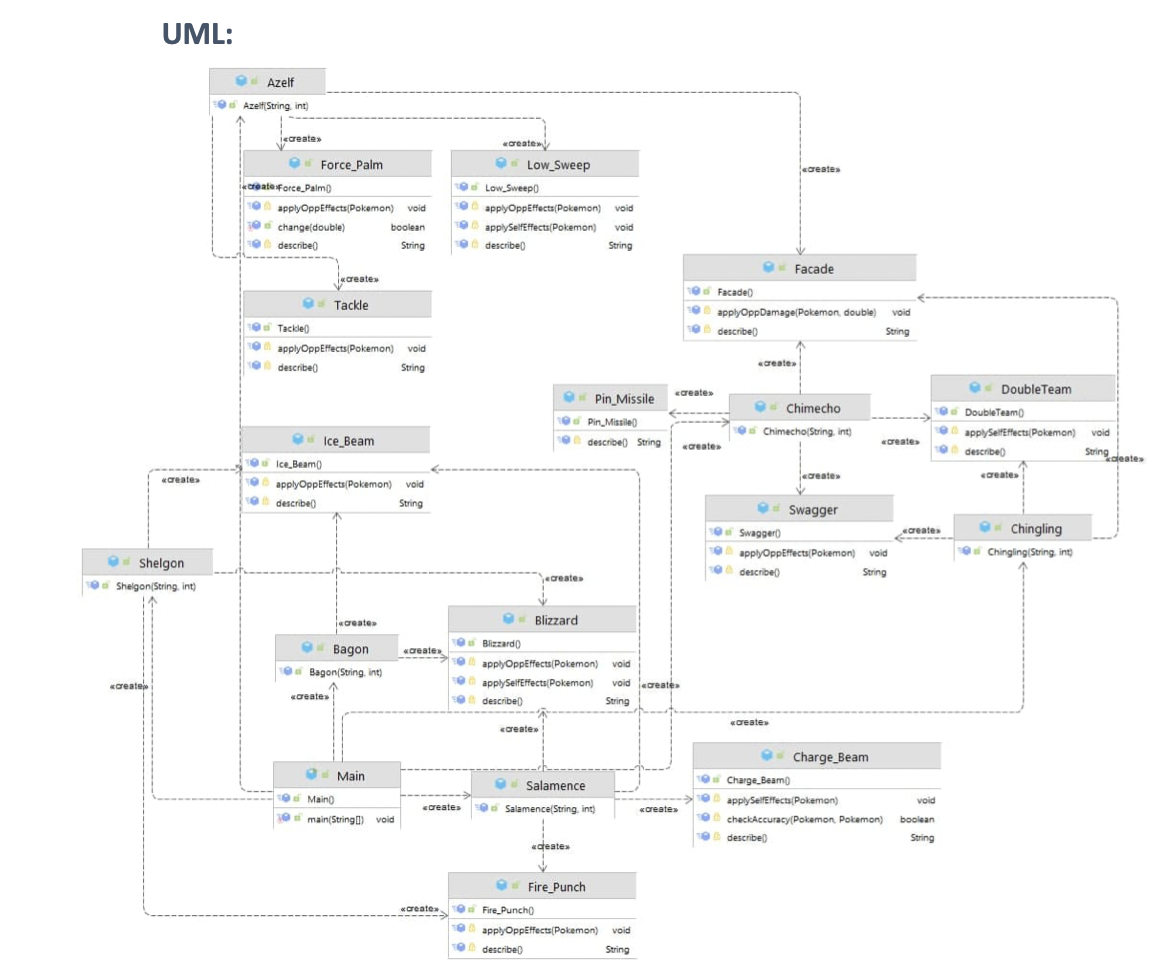 UML:
Azelf
Azelf(String, int)
«create»
«create»
«create»
Force_Palm
«create»
Force_Palm()
applyOppEffects(Pokemon) void
change(double) boolean
describe() String
Low_Sweep
Low_Sweep()
applyOppEffects(Pokemon) void
applySelfEffects(Pokemon) void
describe() String
«create»
Tackle
Tackle()
applyOppEffects(Pokemon) void
describe() String
Facade
Facade()
applyOppDamage(Pokemon, double) void
describe() String
«create»
Pin_Missile
Pin_Missile()
describe() String
«create»
Chimecho
Chimecho(String, int)
«create»
«create»
DoubleTeam
DoubleTeam()
applySelfEffects(Pokemon) void
describe() String
«create»
Ice_Beam
Ice_Beam()
applyOppEffects(Pokemon) void
describe() String
«create»
«create»
«create»
Swagger
Swagger()
applyOppEffects(Pokemon) void
describe() String
«create»
Chingling
Chingling(String, int)
Shelgon
Shelgon(String, int)
«create»
Blizzard
Blizzard()
applyOppEffects(Pokemon) void
applySelfEffects(Pokemon) void
describe() String
«create»
Bagon
Bagon(String, int)
«create»
«create»
«create»
«create»
«create»
«create»
Main
Main()
main(String[]) void
«create»
Salamence
Salamence(String, int)
«create»
Charge_Beam
Charge_Beam()
applySelfEffects(Pokemon) void
checkAccuracy(Pokemon, Pokemon) boolean
describe() String
«create»
«create»
Fire_Punch
Fire_Punch()
applyOppEffects(Pokemon) void
describe() String